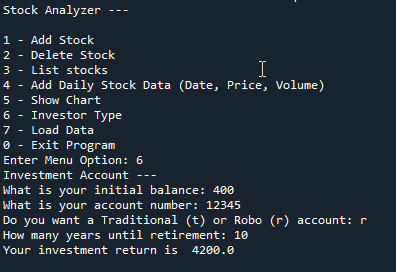 Stock Analyzer ---
1 - Add Stock
2 - Delete Stock
3 - List stocks
4 - Add Daily Stock Data (Date, Price, Volume)
5 - Show Chart
6 - Investor Type
7 - Load Data
0 - Exit Program
Enter Menu Option: 6
Investment Account ---
What is your initial balance: 400
What is your account number: 12345
Do you want a Traditional (t) or Robo (r) account: r
How many years until retirement: 10
Your investment return is  4200.0